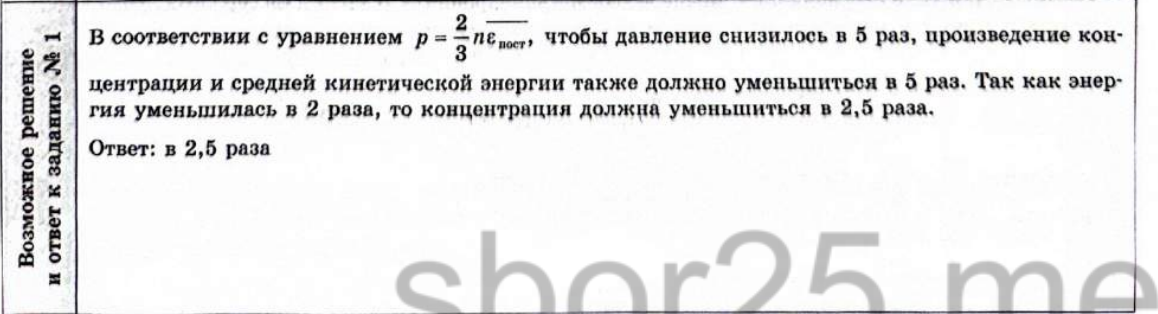 Возможное решение
и ответ к заданию № 1
В соответствии с уравнением p = 2/3 nε̅пост, чтобы давление снизилось в 5 раз, произведение кон-
центрации и средней кинетической энергии также должно уменьшиться в 5 раз. Так как энер-
гия уменьшилась в 2 раза, то концентрация должна уменьшиться в 2,5 раза.
Ответ: в 2,5 раза
shor25.me